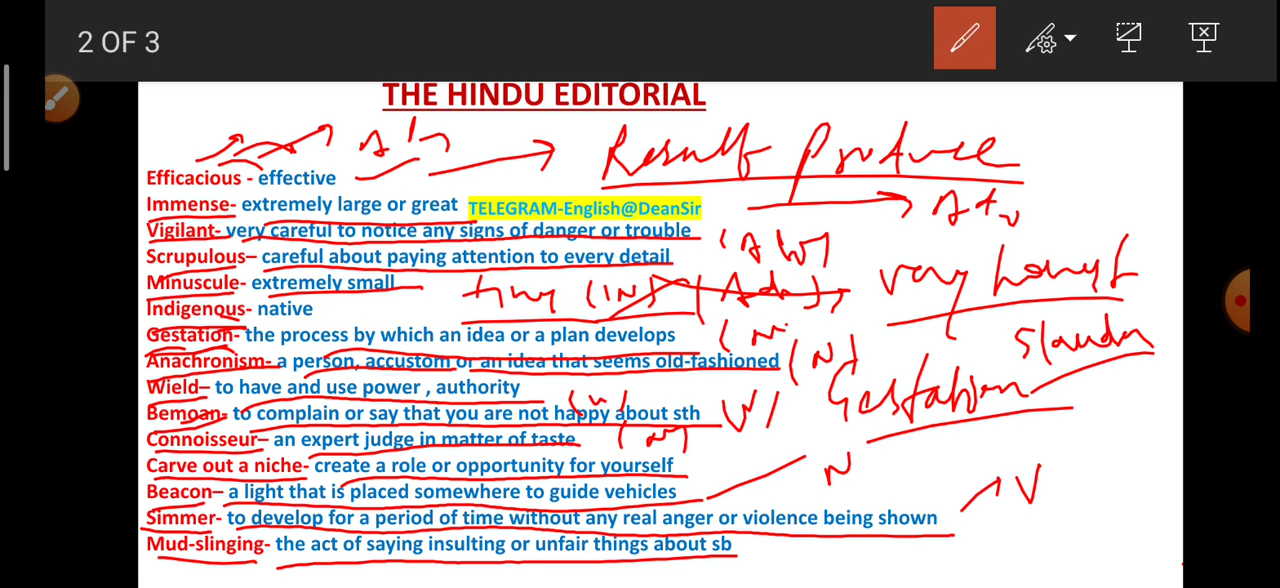 2 OF 3
THE HINDU EDITORIAL
Result Produce
Efficacious - effective
Immense- extremely large or great TELEGRAM-English@DeanSir
Vigilant- very careful to notice any signs of danger or trouble
Scrupulous– careful about paying attention to every detail
very honest
Minuscule- extremely small
tiny
Indigenous- native
Gestation- the process by which an idea or a plan develops
(N)
Anachronism- a person, accustom or an idea that seems old-fashioned
(N)
Wield– to have and use power , authority
Gestation
Bemoan- to complain or say that you are not happy about sth
Connoisseur– an expert judge in matter of taste
Carve out a niche- create a role or opportunity for yourself
N
Beacon– a light that is placed somewhere to guide vehicles
V
Simmer- to develop for a period of time without any real anger or violence being shown
Mud-slinging- the act of saying insulting or unfair things about sb